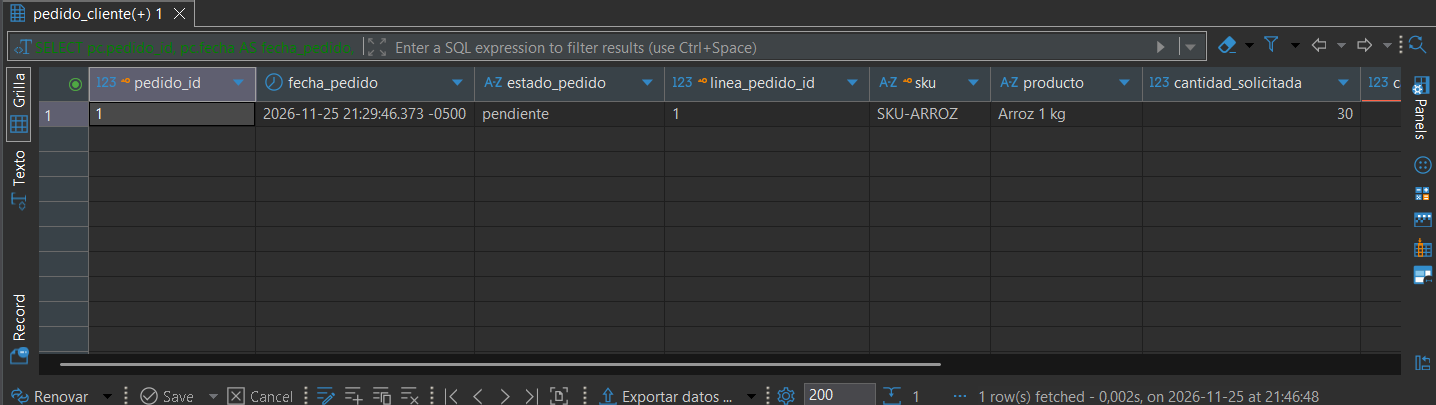 pedido_cliente(+) 1
SELECT pc.pedido_id, pc.fecha AS fecha_pedido, Enter a SQL expression to filter results (use Ctrl+Space)
Grilla
Texto
Record
123 pedido_id fecha_pedido A-Z estado_pedido 123 linea_pedido_id A-Z sku A-Z producto 123 cantidad_solicitada 123 c
1 1 2026-11-25 21:29:46.373 -0500 pendiente 1 SKU-ARROZ Arroz 1 kg 30
Panels
Renovar Save Cancel Exportar datos ... 200 1 ... 1 row(s) fetched - 0,002s, on 2026-11-25 at 21:46:48